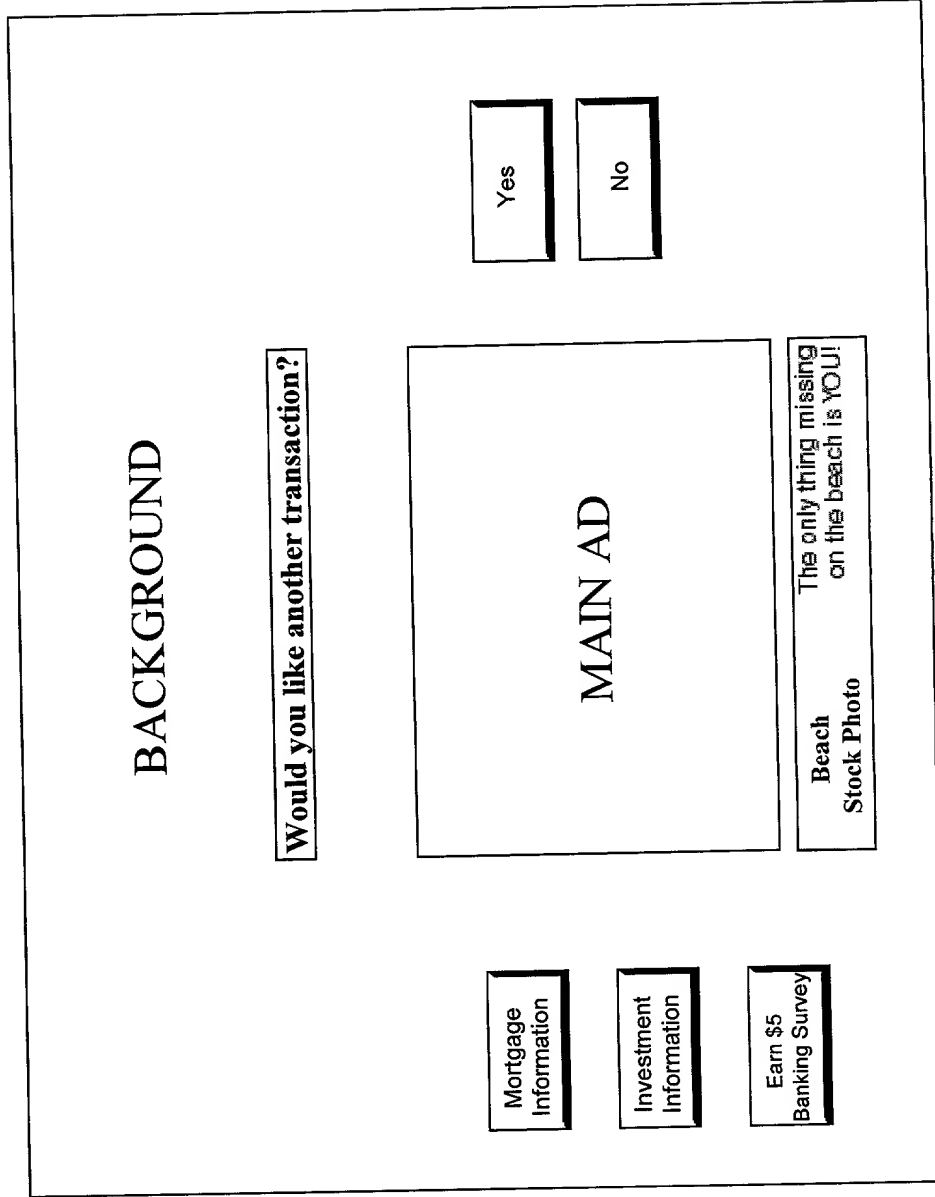 BACKGROUND
Would you like another transaction?
Mortgage
Information
Investment
Information
Earn $5
Banking Survey
MAIN AD
Beach
Stock Photo
The only thing missing
on the beach is YOU!
Yes
No